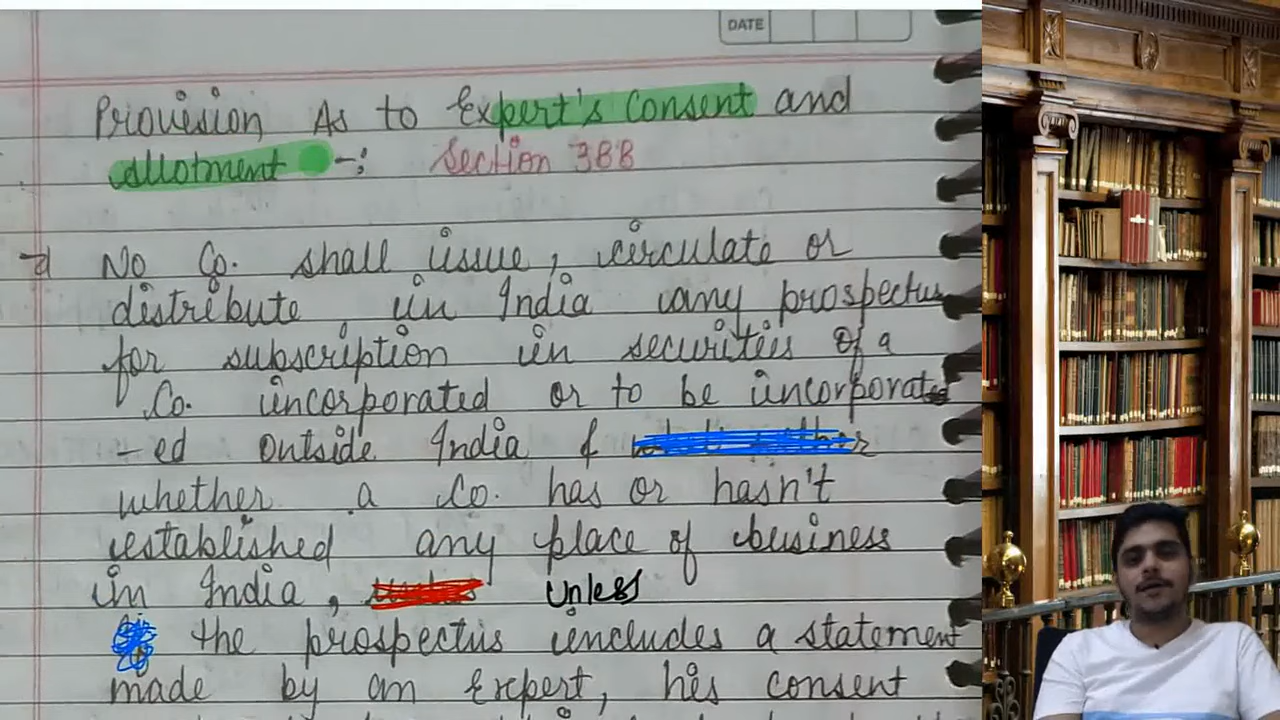 DATE
Provision As to Expert's Consent and
allotment -: Section 388
No Co. shall issue, circulate or
distribute, in India any prospectus
for subscription in securities of a
Co. incorporated or to be incorporat
-ed outside India &
whether a Co. has or hasn't
established any place of business
in India, unless
the prospectus includes a statement
made by an Expert, his consent